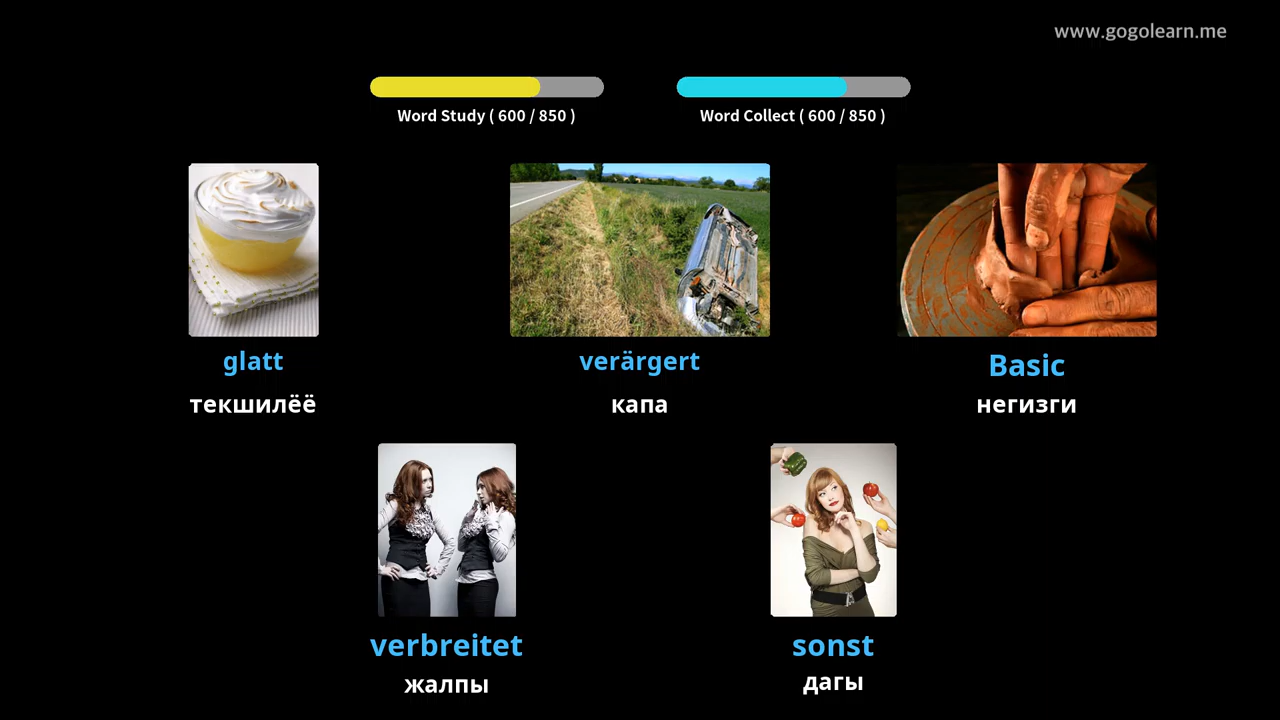 www.gogolearn.me
Word Study ( 600 / 850 )
Word Collect ( 600 / 850 )
glatt
verärgert
Basic
текшилёё
капа
негизги
verbreitet
sonst
жалпы
дагы